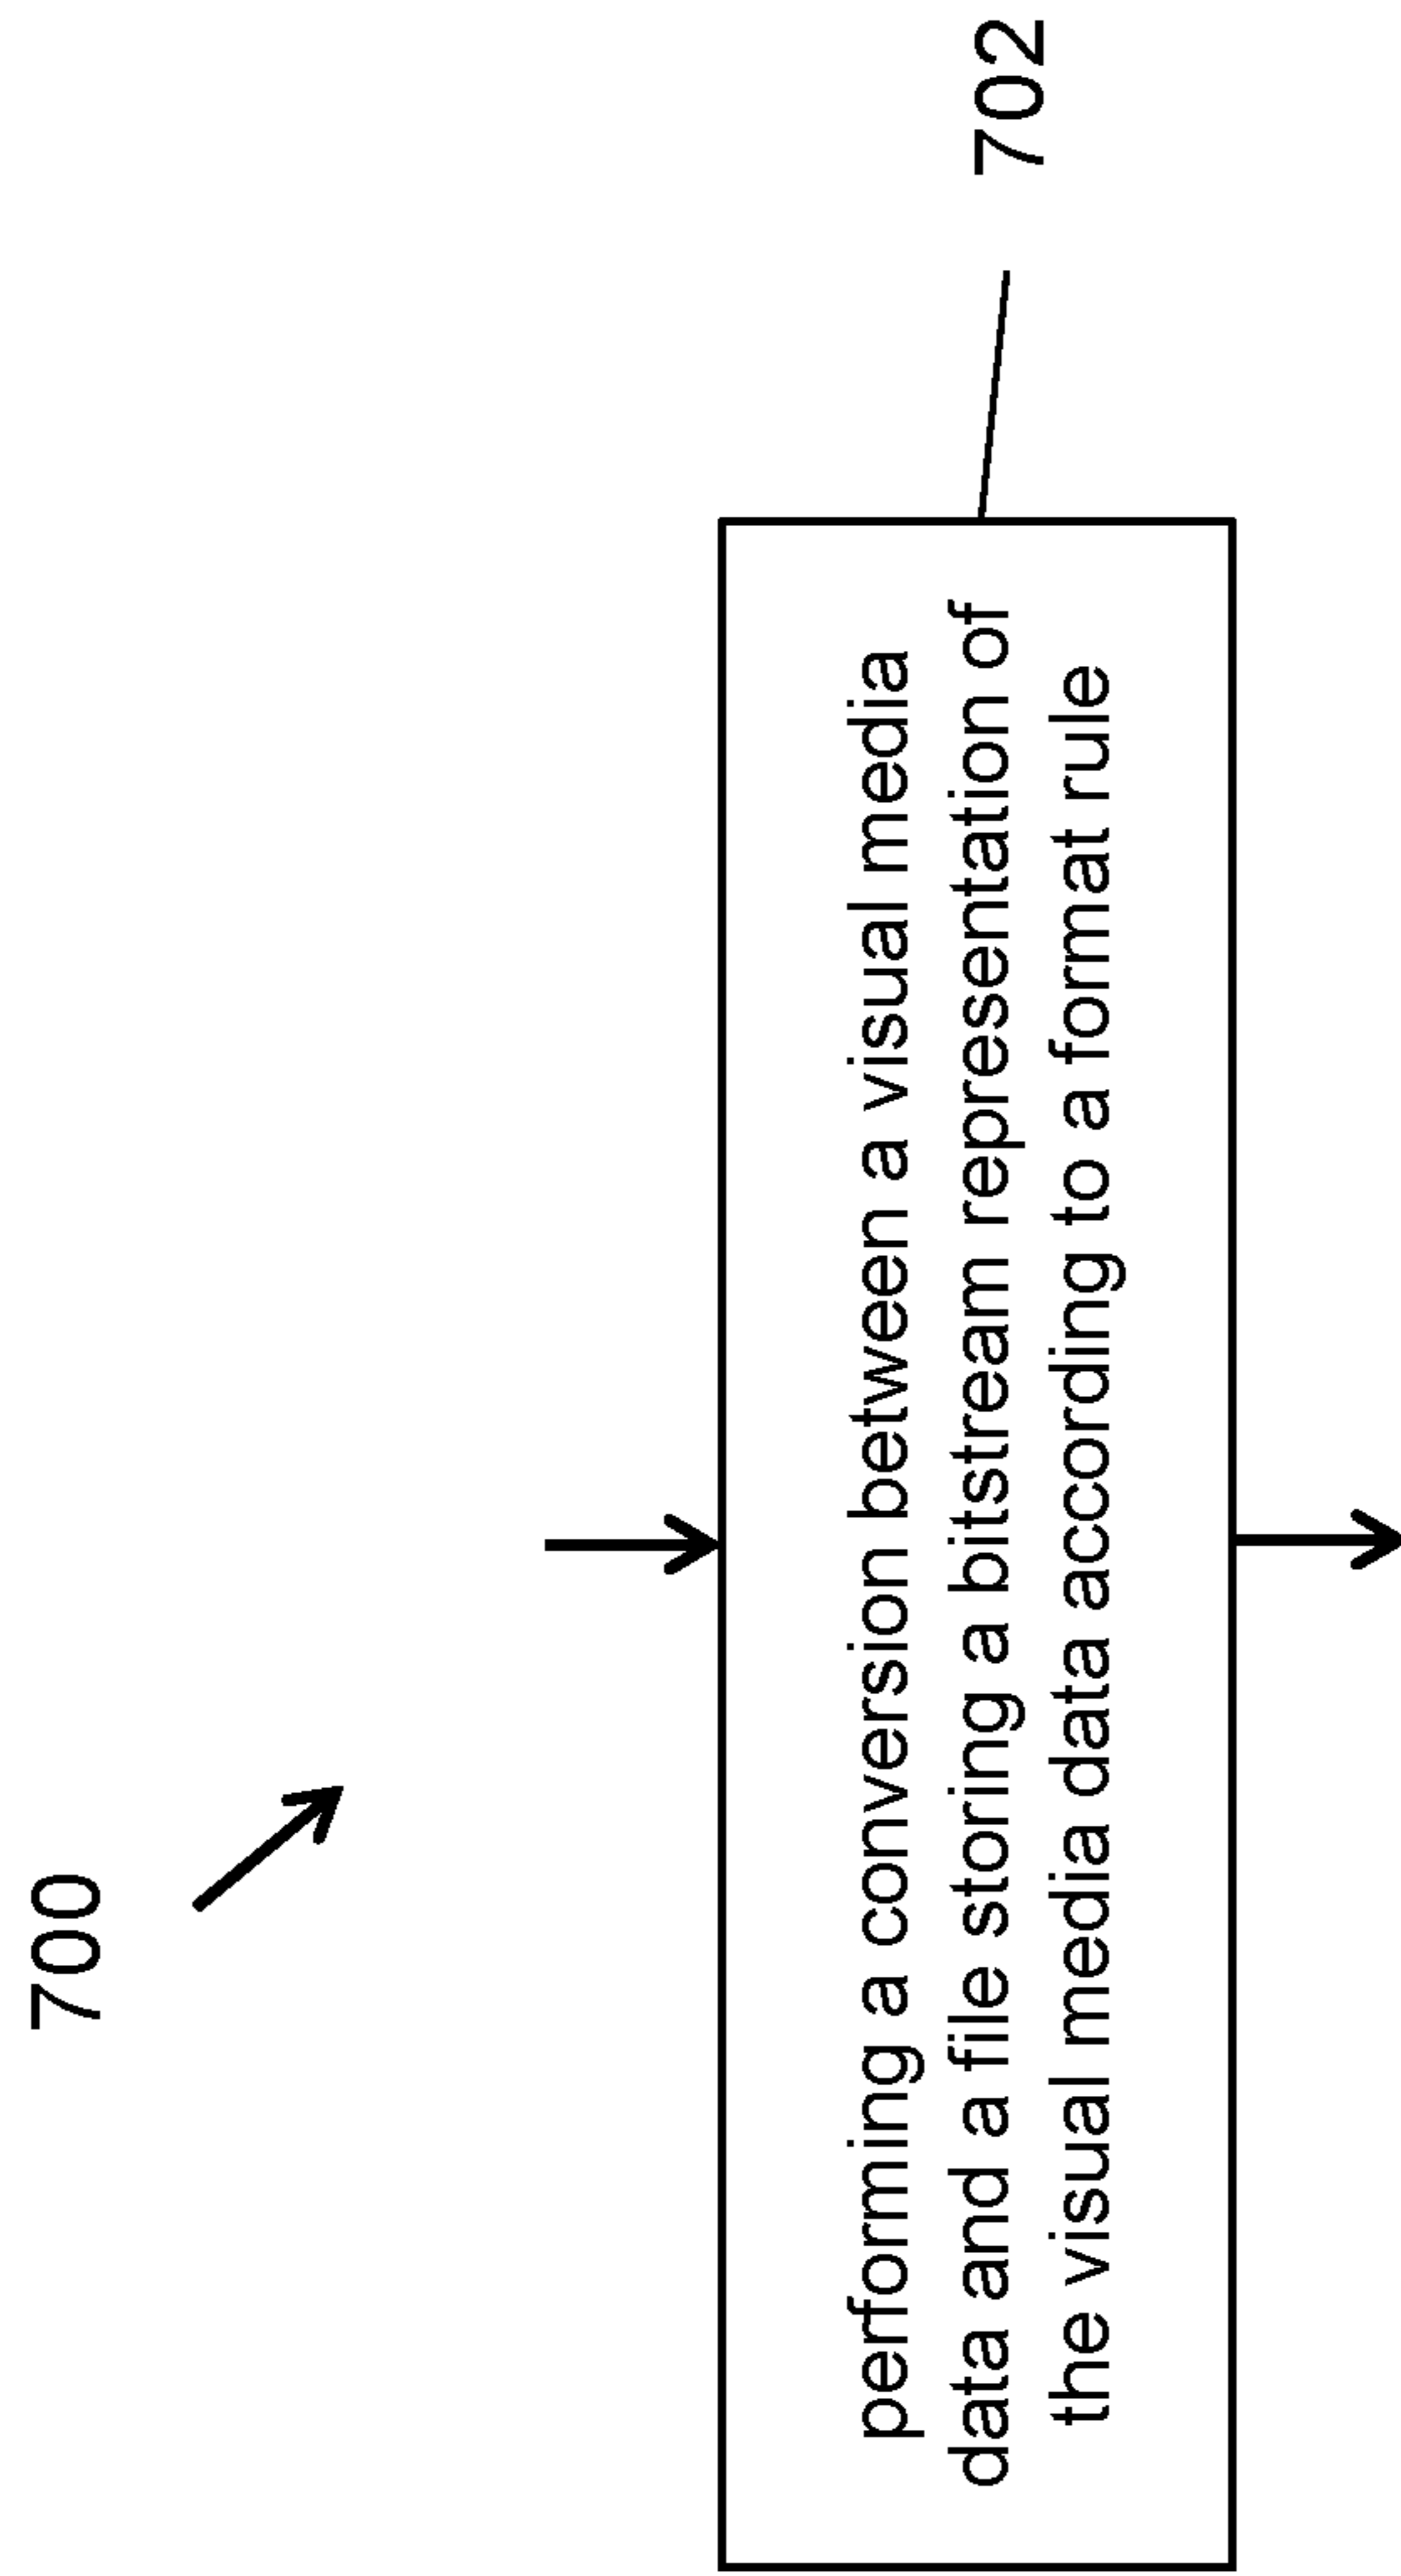 700
performing a conversion between a visual media
data and a file storing a bitstream representation of
the visual media data according to a format rule
702